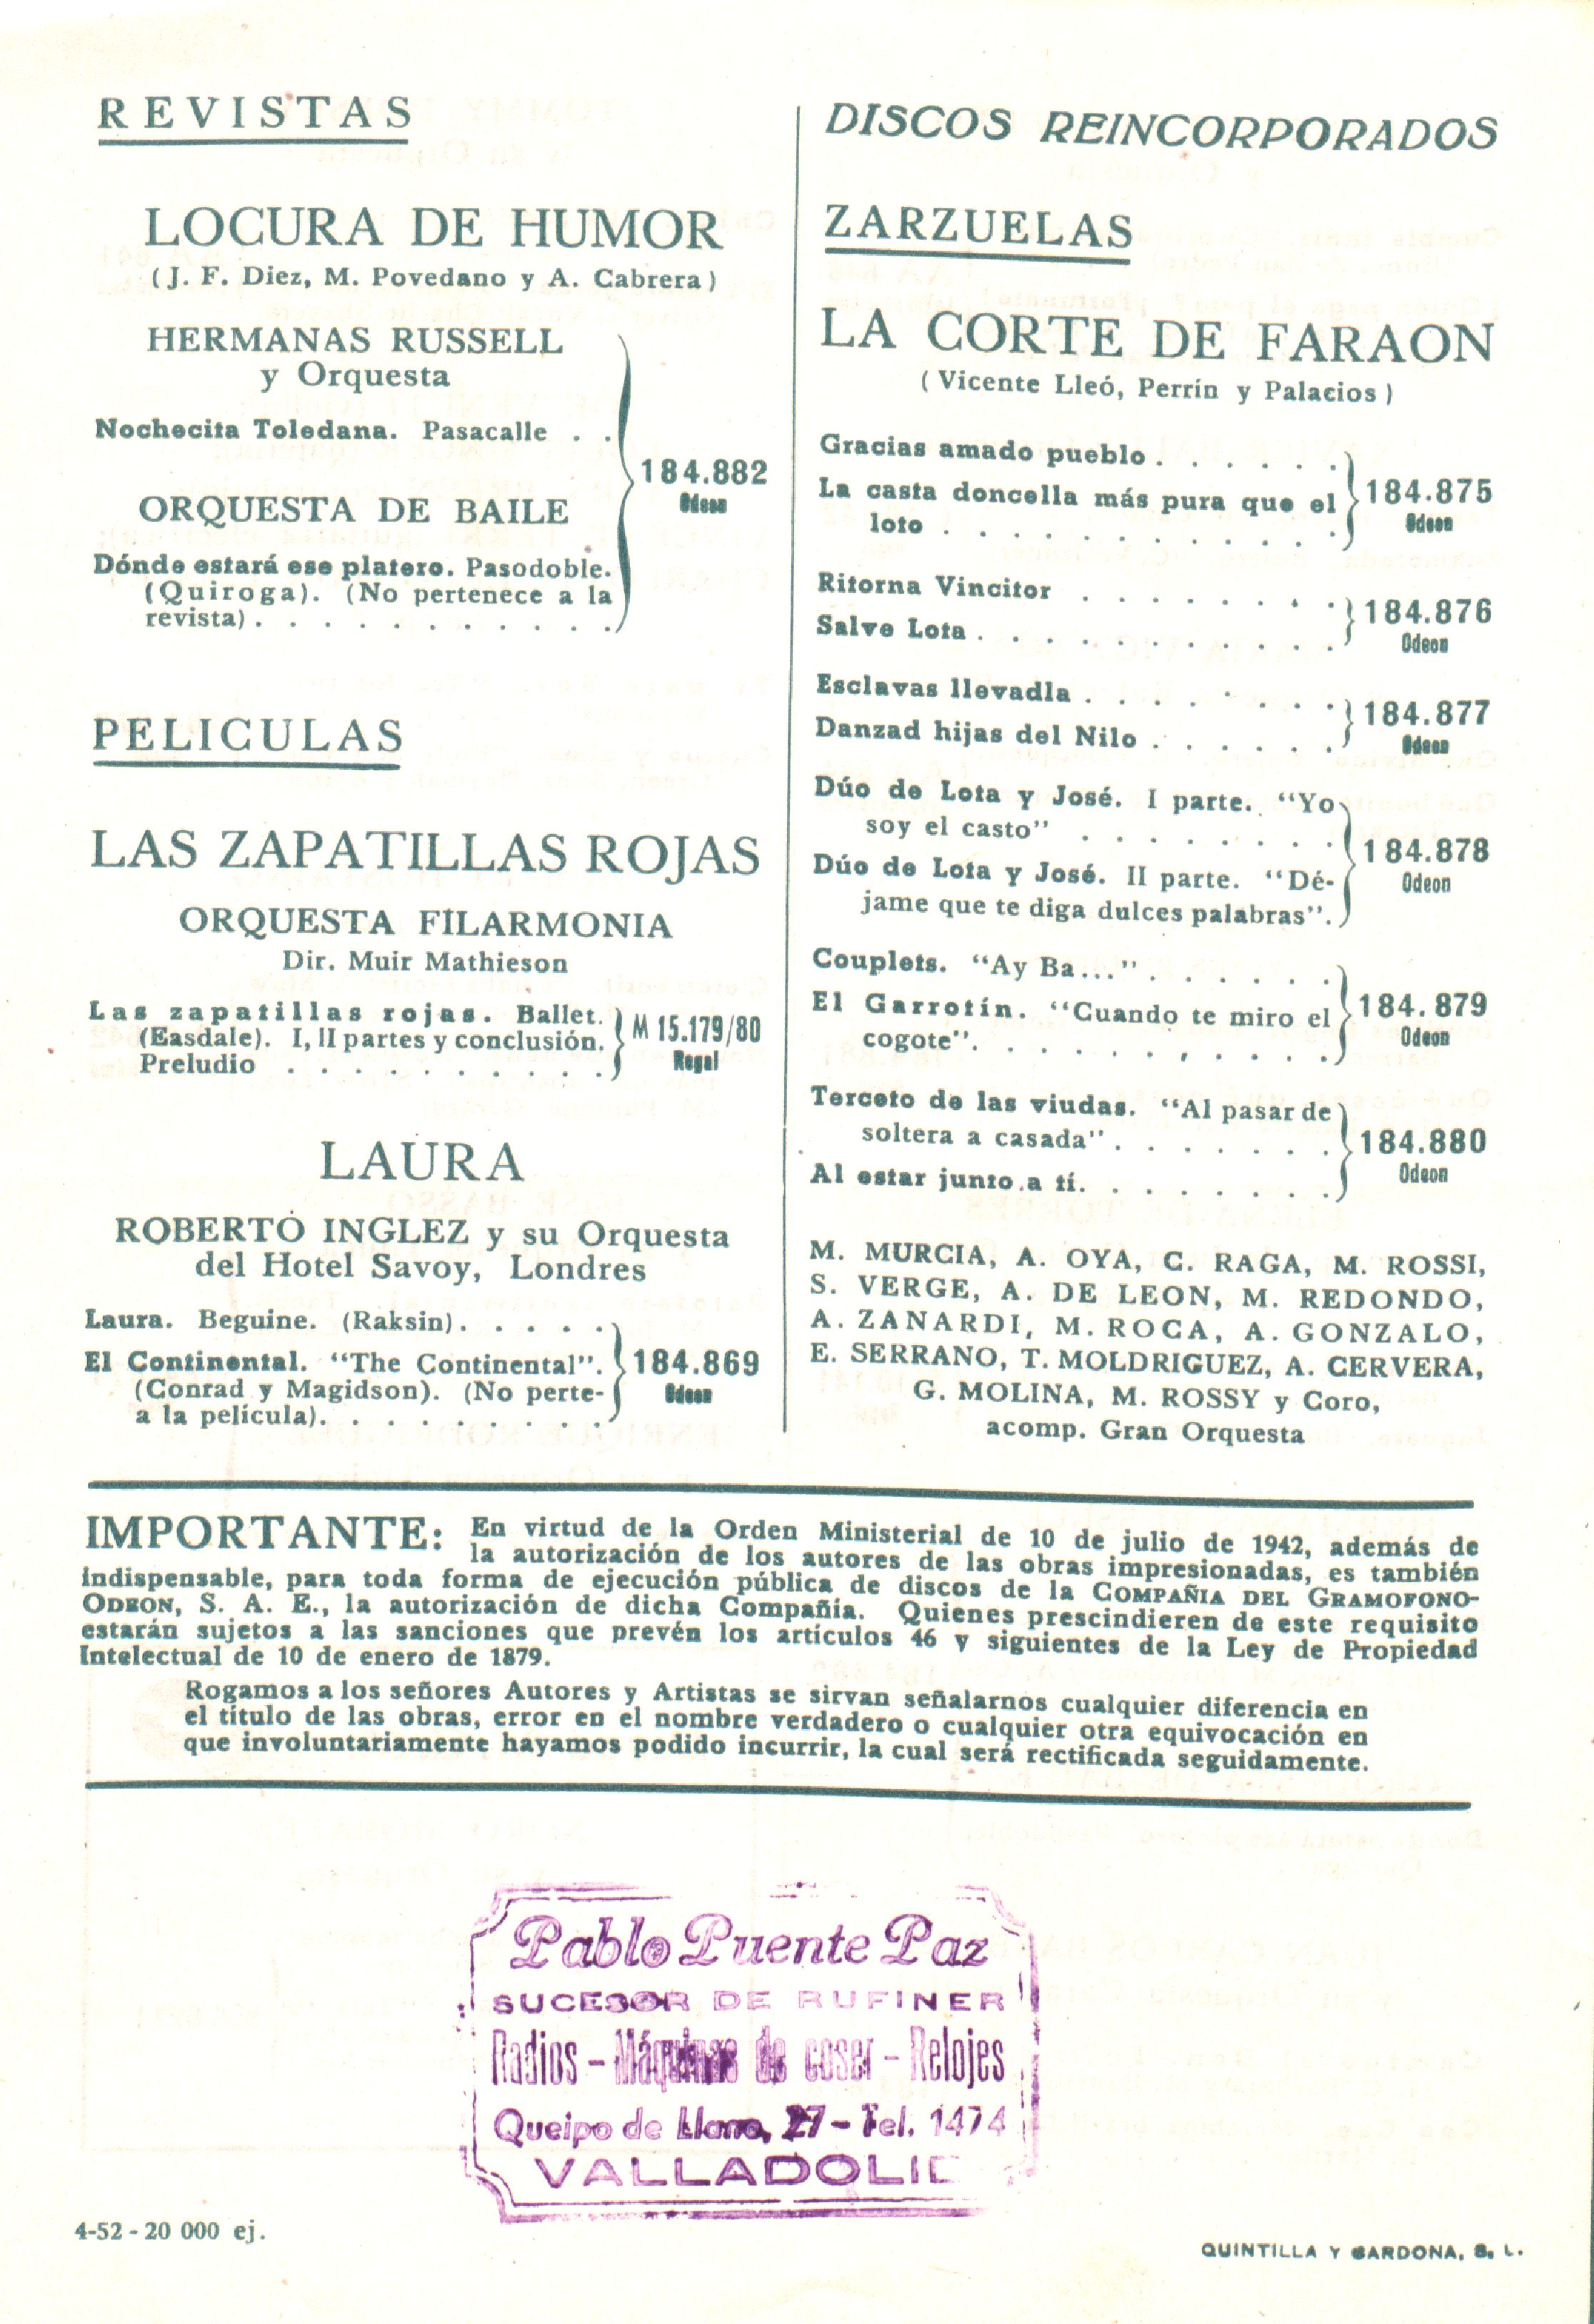 REVISTAS
LOCURA DE HUMOR
(J. F. Diez, M. Povedano y A. Cabrera)
HERMANAS RUSSELL
y Orquesta
Nochecita Toledana. Pasacalle . .
ORQUESTA DE BAILE
Dónde estará ese platero. Pasodoble.
(Quiroga). (No pertenece a la
revista) . . . . . . . . . . .
184.882
Odeon
PELICULAS
LAS ZAPATILLAS ROJAS
ORQUESTA FILARMONIA
Dir. Muir Mathieson
Las zapatillas rojas. Ballet.
(Easdale). I, II partes y conclusión.
Preludio . . . . . . . . . .
M 15.179/80
Regal
LAURA
ROBERTO INGLEZ y su Orquesta
del Hotel Savoy, Londres
Laura. Beguine. (Raksin). . . . . .
El Continental. “The Continental”.
(Conrad y Magidson). (No perte-
a la película). . . . . . . . . .
184.869
Odeon
DISCOS REINCORPORADOS
ZARZUELAS
LA CORTE DE FARAON
(Vicente Lleó, Perrín y Palacios)
Gracias amado pueblo . . . . . . .
La casta doncella más pura que el
loto . . . . . . . . . . . . .
184.875
Odeon
Ritorna Vincitor . . . . . . . . .
Salve Lota . . . . . . . . . . .
184.876
Odeon
Esclavas llevadla . . . . . . . . .
Danzad hijas del Nilo . . . . . . .
184.877
Odeon
Dúo de Lota y José. I parte. “Yo
soy el casto” . . . . . . . . .
Dúo de Lota y José. II parte. “Dé-
jame que te diga dulces palabras”.
184.878
Odeon
Couplets. “Ay Ba...” . . . . . . .
El Garrotín. “Cuando te miro el
cogote”. . . . . . . . . . . .
184.879
Odeon
Terceto de las viudas. “Al pasar de
soltera a casada” . . . . . . . .
Al estar junto a tí. . . . . . . . .
184.880
Odeon
M. MURCIA, A. OYA, C. RAGA, M. ROSSI,
S. VERGE, A. DE LEON, M. REDONDO,
A. ZANARDI, M. ROCA, A. GONZALO,
E. SERRANO, T. MOLDRIGUEZ, A. CERVERA,
G. MOLINA, M. ROSSY y Coro,
acomp. Gran Orquesta
IMPORTANTE: En virtud de la Orden Ministerial de 10 de julio de 1942, además de
la autorización de los autores de las obras impresionadas, es también
indispensable, para toda forma de ejecución pública de discos de la COMPAÑIA DEL GRAMOFONO-
ODEON, S. A. E., la autorización de dicha Compañía. Quienes prescindieren de este requisito
estarán sujetos a las sanciones que prevén los artículos 46 y siguientes de la Ley de Propiedad
Intelectual de 10 de enero de 1879.
Rogamos a los señores Autores y Artistas se sirvan señalarnos cualquier diferencia en
el título de las obras, error en el nombre verdadero o cualquier otra equivocación en
que involuntariamente hayamos podido incurrir, la cual será rectificada seguidamente.
Pablo Puente Paz
SUCESOR DE RUFINER
Radios - Máquinas de coser - Relojes
Queipo de Llano, 27 - Tel. 1474
VALLADOLID
4-52 - 20 000 ej.
QUINTILLA Y CARDONA, S. L.